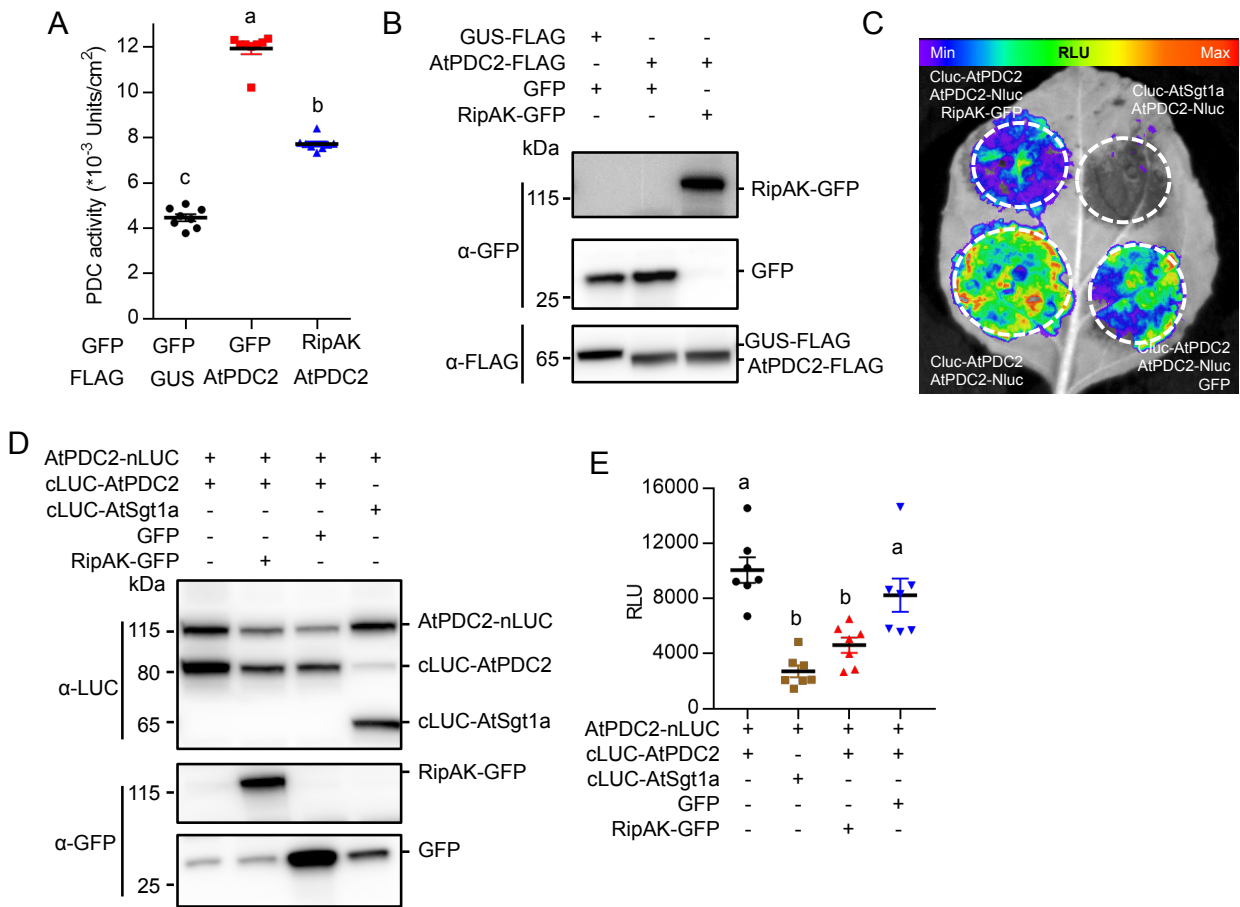 A
PDC activity (*10⁻³ Units/cm²)
12
10
8
6
4
2
0
a
b
c
GFP GFP GFP RipAK
FLAG GUS AtPDC2 AtPDC2
B
GUS-FLAG + - -
AtPDC2-FLAG - + +
GFP + + -
RipAK-GFP - - +
kDa
115
RipAK-GFP
α-GFP
GFP
25
α-FLAG
65
GUS-FLAG
AtPDC2-FLAG
C
Min RLU Max
Cluc-AtPDC2
AtPDC2-Nluc
RipAK-GFP
Cluc-AtSgt1a
AtPDC2-Nluc
Cluc-AtPDC2
AtPDC2-Nluc
Cluc-AtPDC2
AtPDC2-Nluc
GFP
D
AtPDC2-nLUC + + + +
cLUC-AtPDC2 + + + -
cLUC-AtSgt1a - - - +
GFP - - + -
RipAK-GFP - + - -
kDa
115
AtPDC2-nLUC
80
cLUC-AtPDC2
α-LUC
65
cLUC-AtSgt1a
RipAK-GFP
115
α-GFP
GFP
25
E
RLU
16000
12000
8000
4000
0
a
b
b
a
AtPDC2-nLUC + + + +
cLUC-AtPDC2 + - + +
cLUC-AtSgt1a - + - -
GFP - - - +
RipAK-GFP - - + -